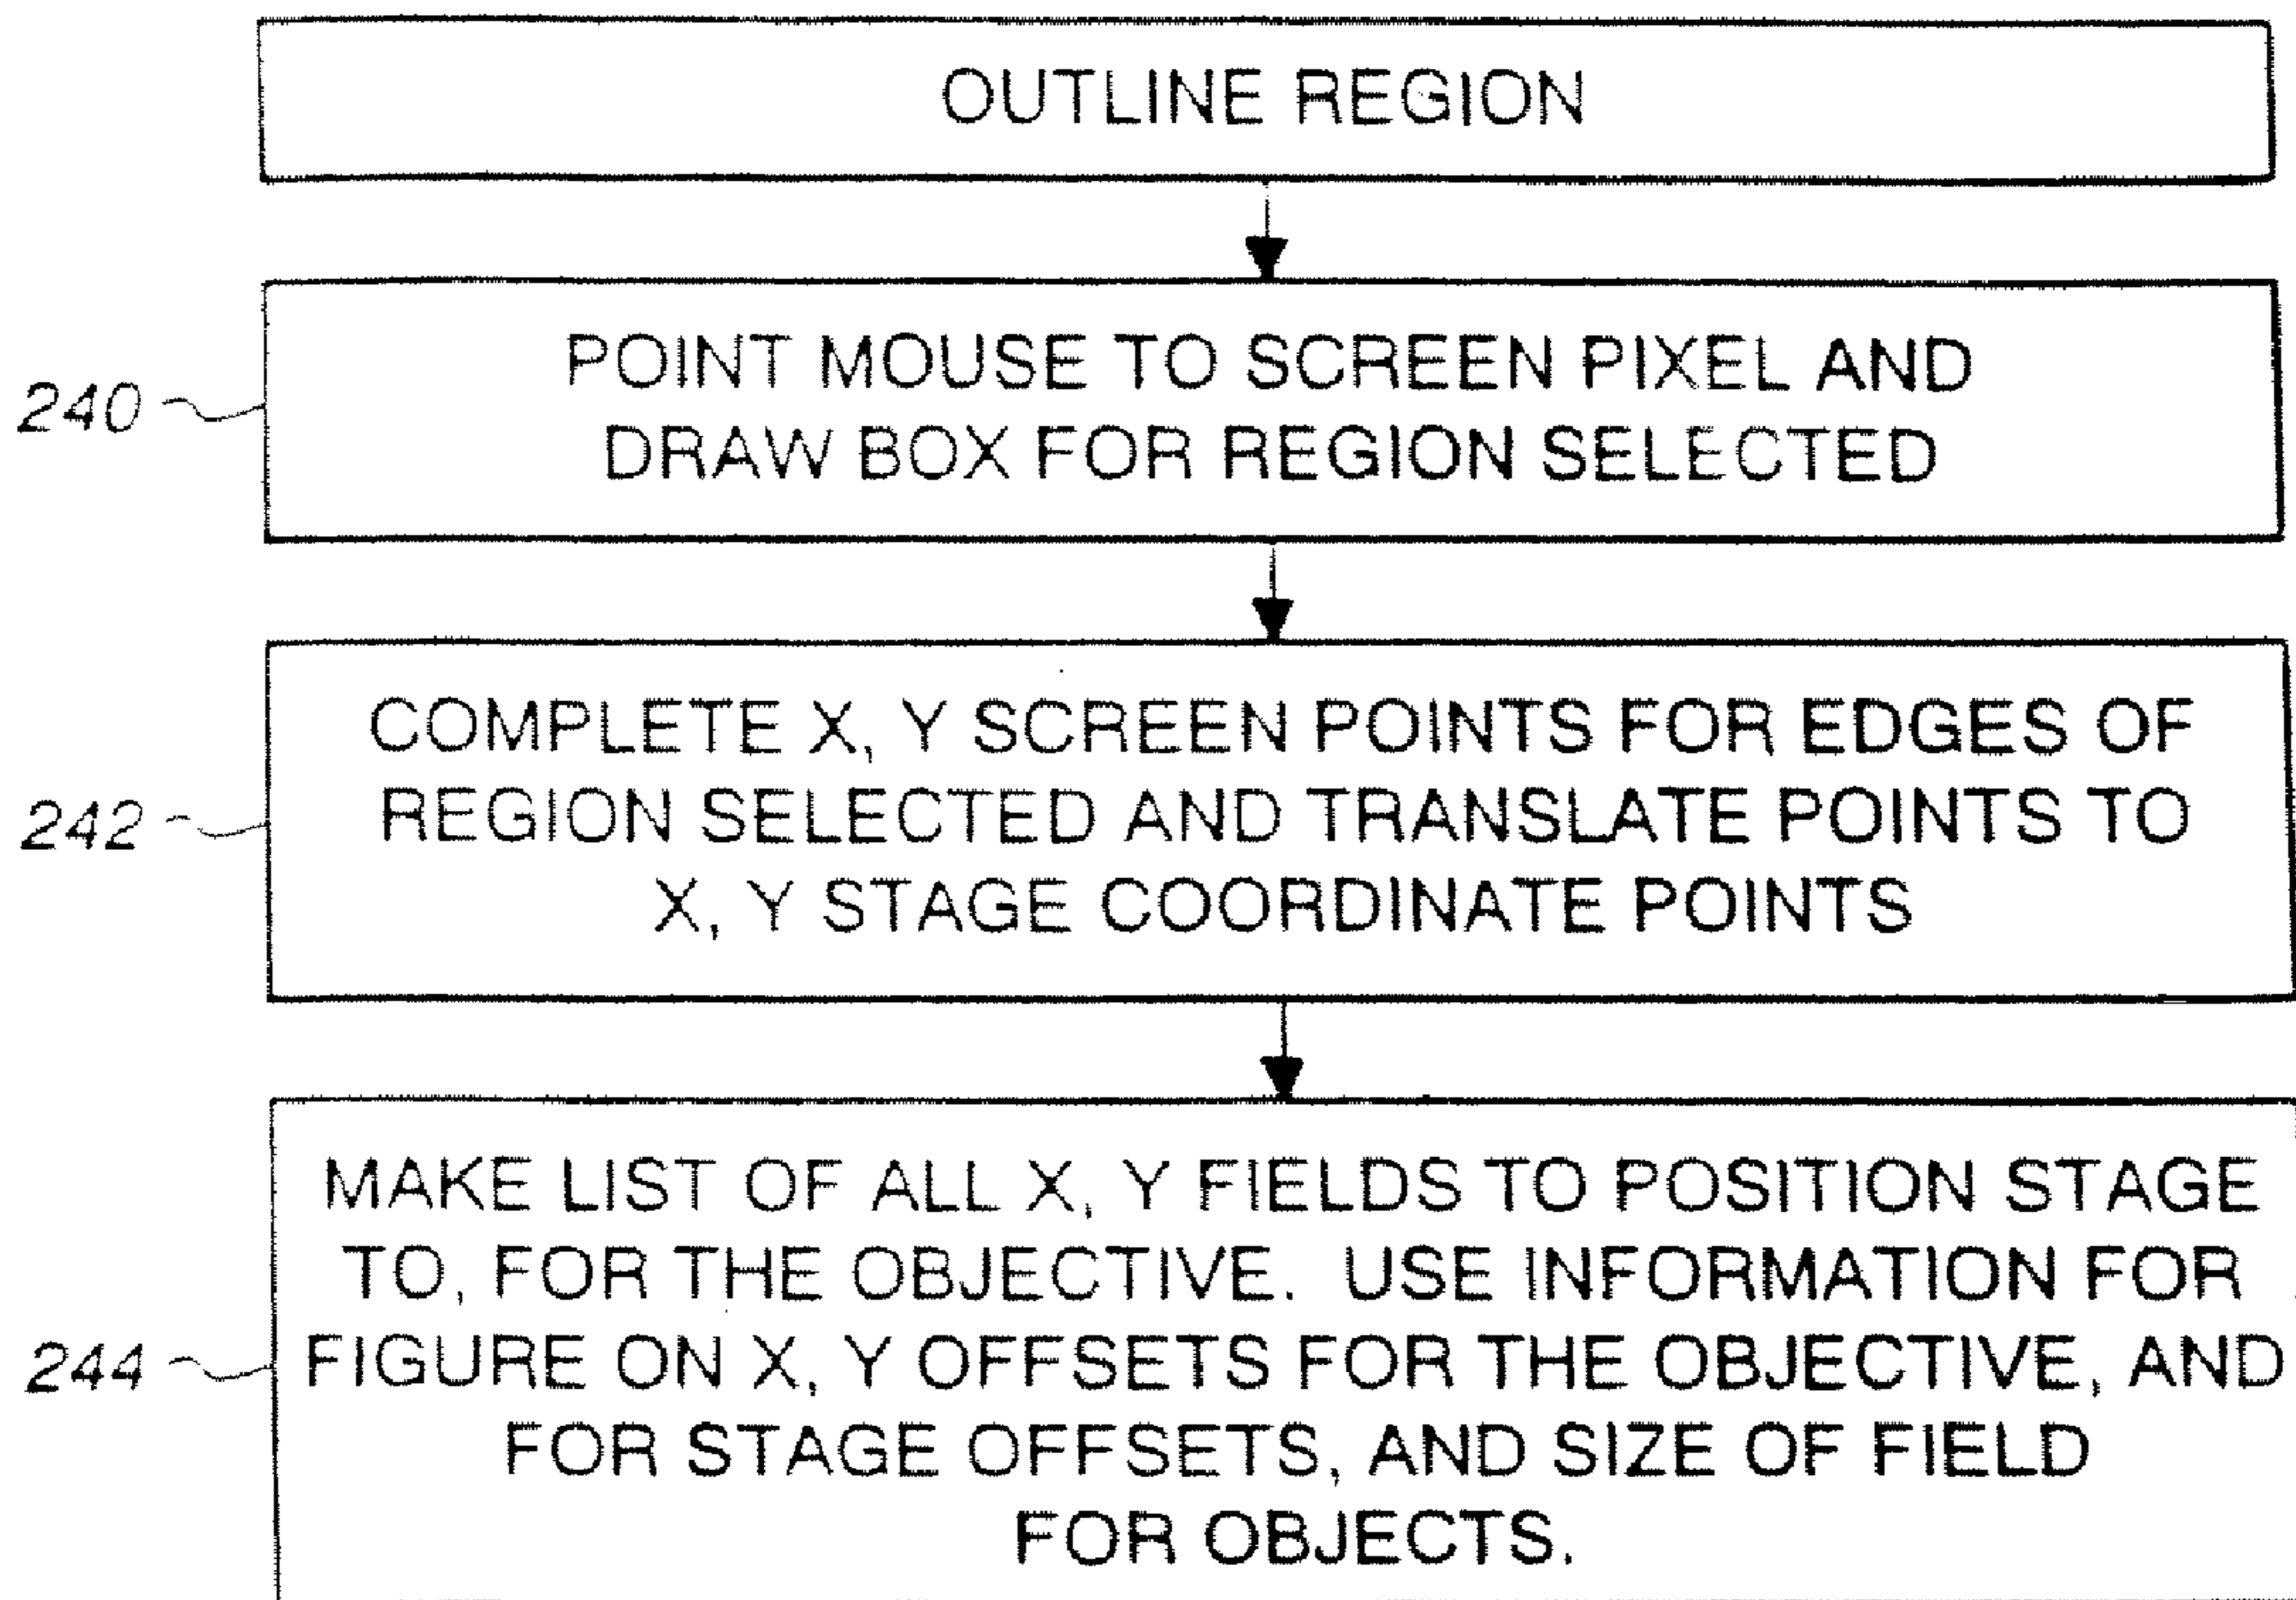 OUTLINE REGION
240
POINT MOUSE TO SCREEN PIXEL AND
DRAW BOX FOR REGION SELECTED
242
COMPLETE X, Y SCREEN POINTS FOR EDGES OF
REGION SELECTED AND TRANSLATE POINTS TO
X, Y STAGE COORDINATE POINTS
244
MAKE LIST OF ALL X, Y FIELDS TO POSITION STAGE
TO, FOR THE OBJECTIVE. USE INFORMATION FOR
FIGURE ON X, Y OFFSETS FOR THE OBJECTIVE, AND
FOR STAGE OFFSETS, AND SIZE OF FIELD
FOR OBJECTS.